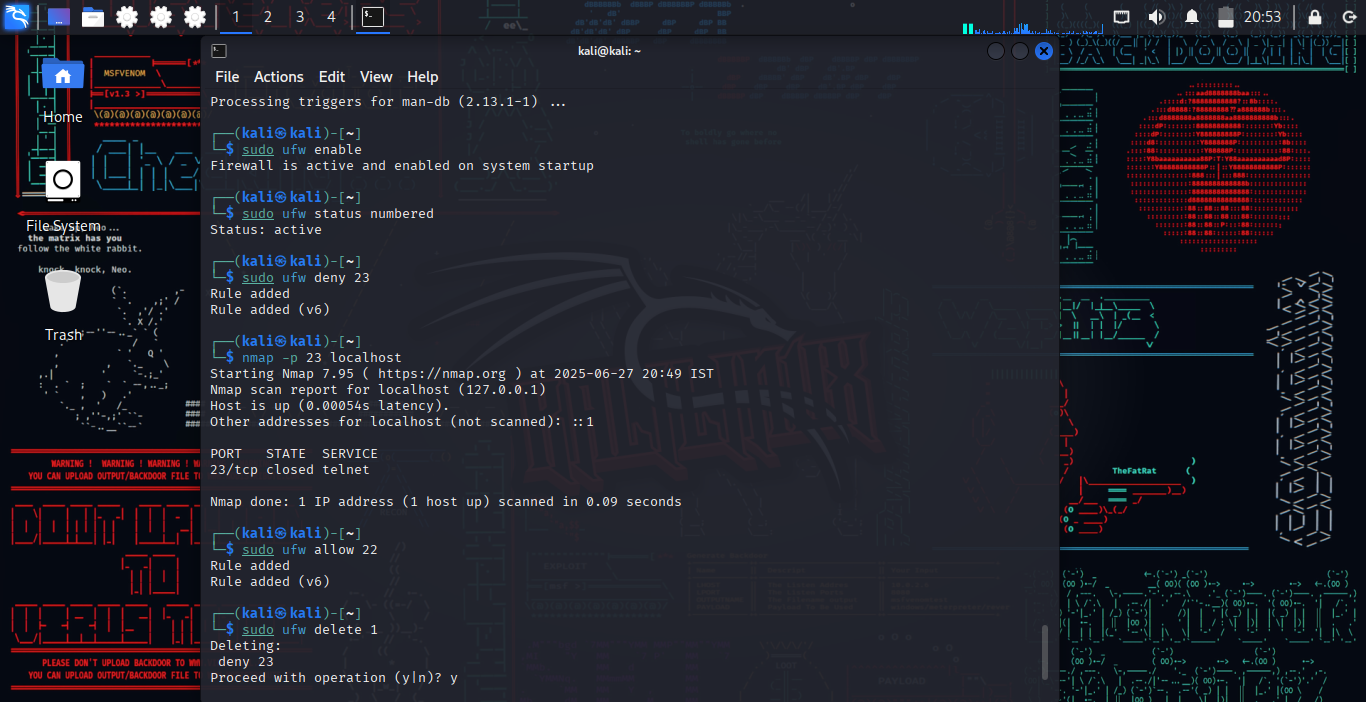 1 2 3 4
20:53
kali@kali: ~
File Actions Edit View Help
Processing triggers for man-db (2.13.1-1) ...
┌──(kali㉿kali)-[~]
└─$ sudo ufw enable
Firewall is active and enabled on system startup
┌──(kali㉿kali)-[~]
└─$ sudo ufw status numbered
Status: active
┌──(kali㉿kali)-[~]
└─$ sudo ufw deny 23
Rule added
Rule added (v6)
┌──(kali㉿kali)-[~]
└─$ nmap -p 23 localhost
Starting Nmap 7.95 ( https://nmap.org ) at 2025-06-27 20:49 IST
Nmap scan report for localhost (127.0.0.1)
Host is up (0.00054s latency).
Other addresses for localhost (not scanned): ::1
PORT   STATE  SERVICE
23/tcp closed telnet
Nmap done: 1 IP address (1 host up) scanned in 0.09 seconds
┌──(kali㉿kali)-[~]
└─$ sudo ufw allow 22
Rule added
Rule added (v6)
┌──(kali㉿kali)-[~]
└─$ sudo ufw delete 1
Deleting:
 deny 23
Proceed with operation (y|n)? y
MSFVENOM
[v1.3 >]
Home
File System
the matrix has you
follow the white rabbit.
knock, knock, Neo.
Trash
WARNING ! WARNING ! WARNING !
YOU CAN UPLOAD OUTPUT/BACKDOOR FILE TO
PLEASE DON'T UPLOAD BACKDOOR TO
YOU CAN UPLOAD OUTPUT/BACKDOOR FILE TO
TheFatRat